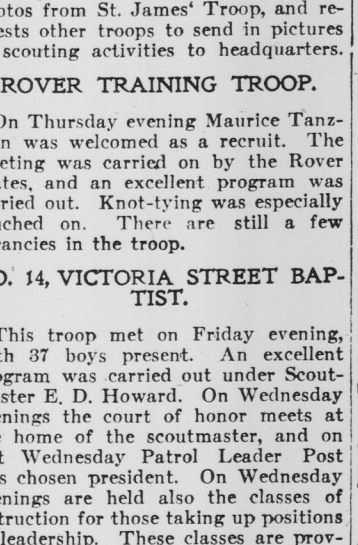 otos from St. James' Troop, and re-
ests other troops to send in pictures
scouting activities to headquarters.
ROVER TRAINING TROOP.
On Thursday evening Maurice Tanz-
n was welcomed as a recruit. The
eting was carried on by the Rover
tes, and an excellent program was
ried out. Knot-tying was especially
uched on. There are still a few
ancies in the troop.
O. 14, VICTORIA STREET BAP-
TIST.
This troop met on Friday evening,
th 37 boys present. An excellent
ogram was carried out under Scout-
ster E. D. Howard. On Wednesday
enings the court of honor meets at
e home of the scoutmaster, and on
t Wednesday Patrol Leader Post
s chosen president. On Wednesday
enings are held also the classes of
truction for those taking up positions
leadership. These classes are prov-